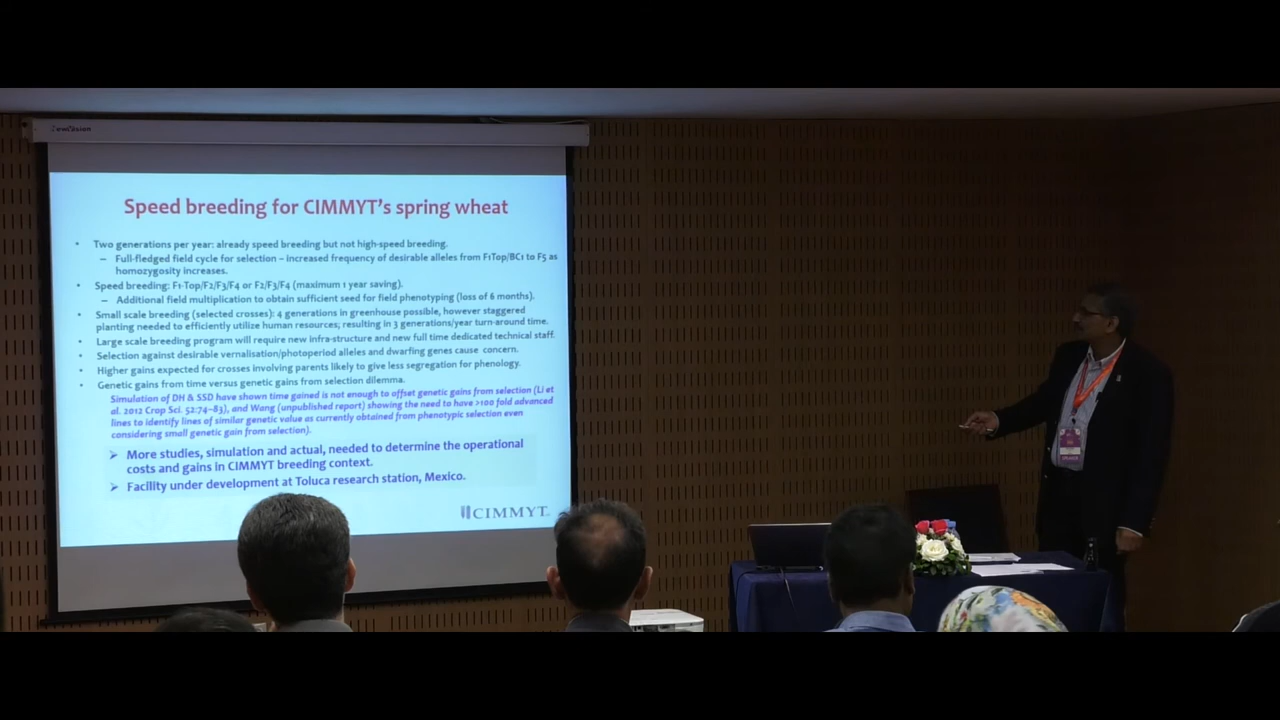 Speed breeding for CIMMYT's spring wheat
• Two generations per year: already speed breeding but not high-speed breeding.
– Full-fledged field cycle for selection – increased frequency of desirable alleles from F1Top/BC1 to F5 as
homozygosity increases.
• Speed breeding: F1-Top/F2/F3/F4 or F2/F3/F4 (maximum 1 year saving).
– Additional field multiplication to obtain sufficient seed for field phenotyping (loss of 6 months).
• Small scale breeding (selected crosses): 4 generations in greenhouse possible, however staggered
planting needed to efficiently utilize human resources; resulting in 3 generations/year turn-around time.
• Large scale breeding program will require new infra-structure and new full time dedicated technical staff.
• Selection against desirable vernalisation/photoperiod alleles and dwarfing genes cause concern.
• Higher gains expected for crosses involving parents likely to give less segregation for phenology.
• Genetic gains from time versus genetic gains from selection dilemma.
Simulation of DH & SSD have shown time gained is not enough to offset genetic gains from selection (Li et
al. 2012 Crop Sci. 52:74–83), and Wang (unpublished report) showing the need to have >100 fold advanced
lines to identify lines of similar genetic value as currently obtained from phenotypic selection even
considering small genetic gain from selection).
➢ More studies, simulation and actual, needed to determine the operational
costs and gains in CIMMYT breeding context.
➢ Facility under development at Toluca research station, Mexico.
CIMMYT